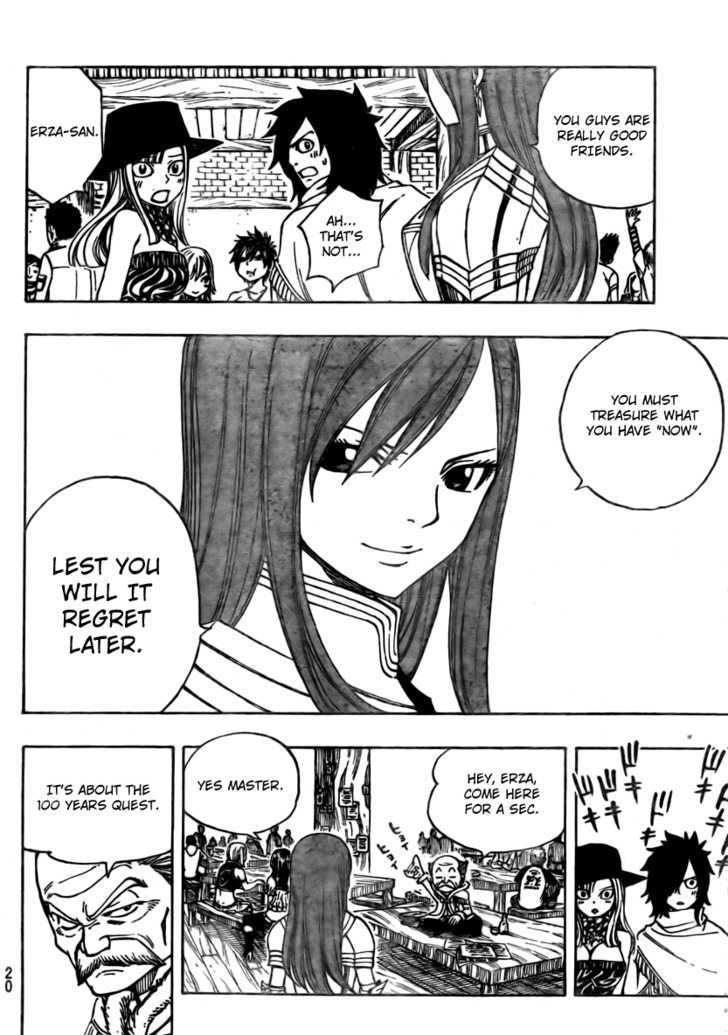 YOU GUYS ARE
REALLY GOOD
FRIENDS.
AH...
THAT'S
NOT...
ERZA-SAN.
YOU MUST
TREASURE WHAT
YOU HAVE "NOW".
LEST YOU
WILL IT
REGRET
LATER.
ドキ
ドキ
ドキ
ドキ
HEY, ERZA,
COME HERE
FOR A SEC.
YES MASTER.
IT'S ABOUT THE
100 YEARS QUEST.
20